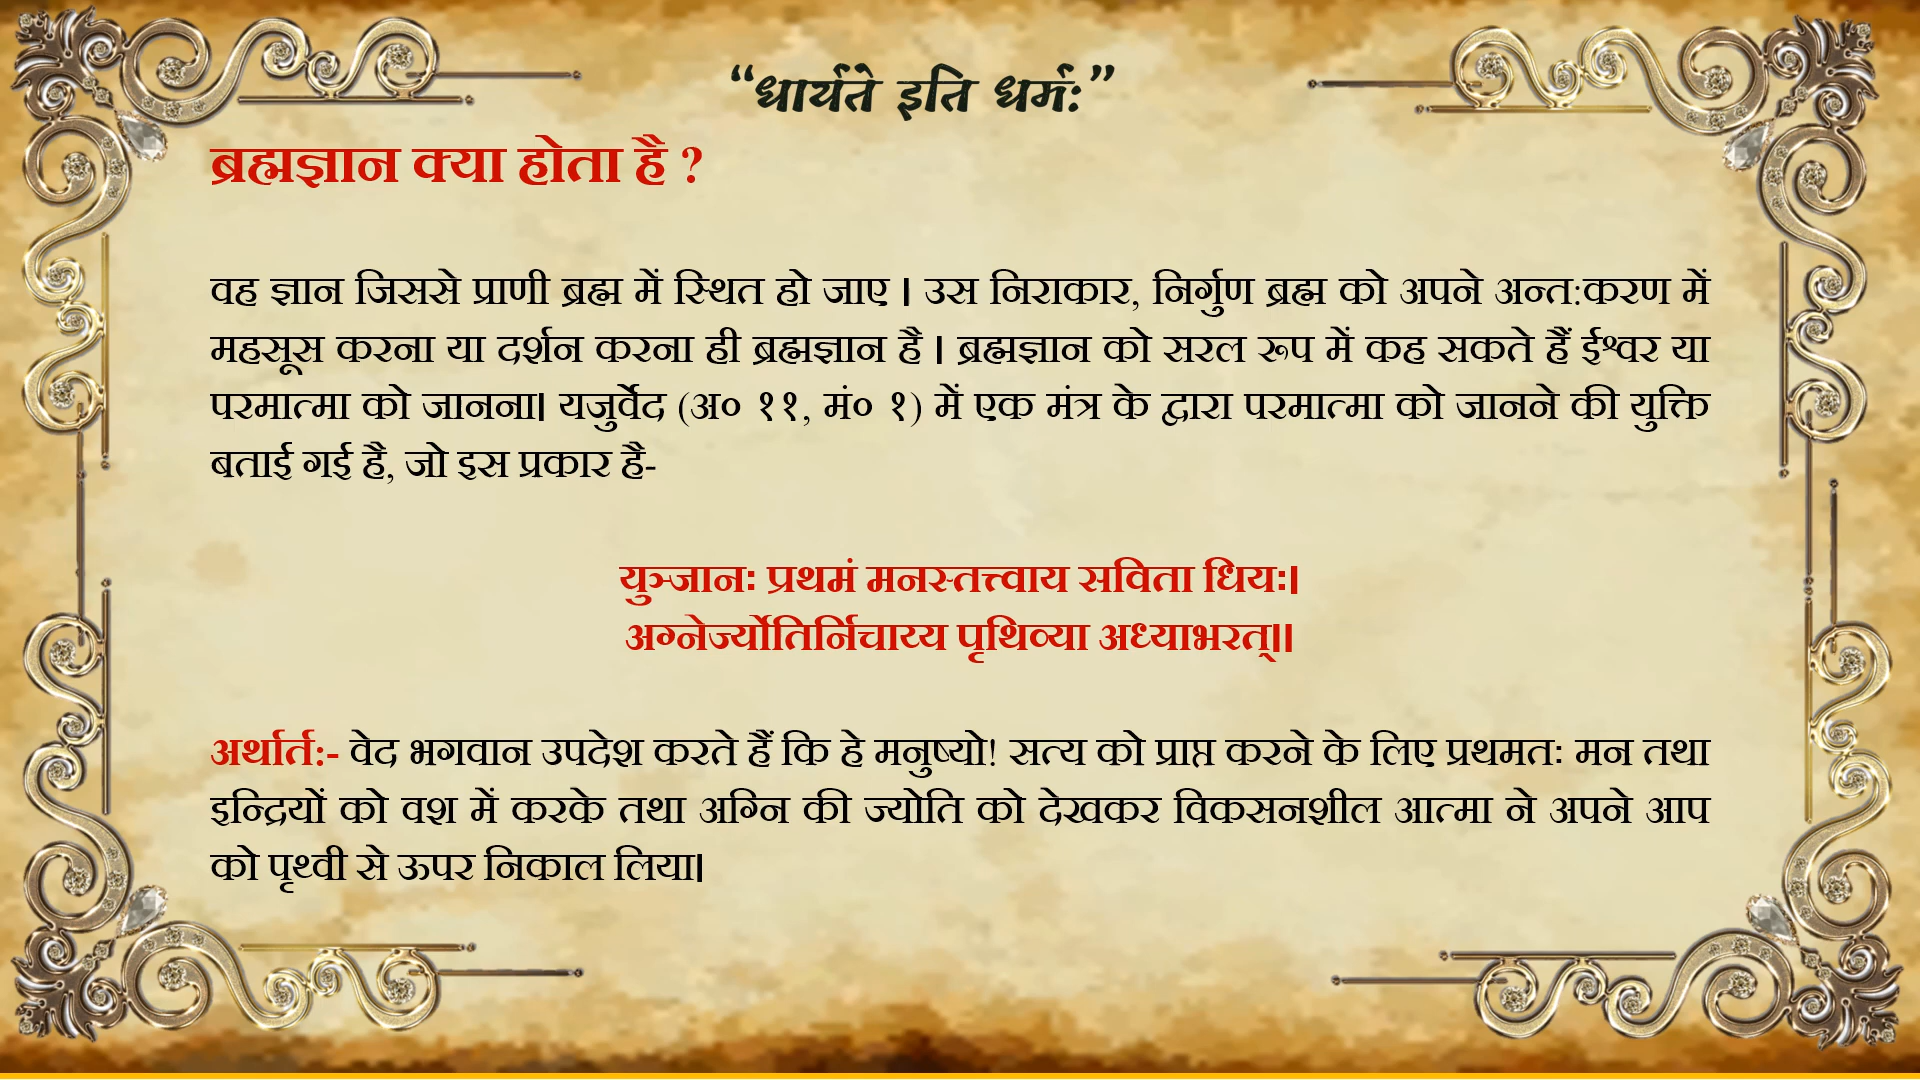 “धार्यते इति धर्म:”
ब्रह्मज्ञान क्या होता है ?
वह ज्ञान जिससे प्राणी ब्रह्म में स्थित हो जाए । उस निराकार, निर्गुण ब्रह्म को अपने अन्त:करण में
महसूस करना या दर्शन करना ही ब्रह्मज्ञान है । ब्रह्मज्ञान को सरल रूप में कह सकते हैं ईश्वर या
परमात्मा को जानना। यजुर्वेद (अ० ११, मं० १) में एक मंत्र के द्वारा परमात्मा को जानने की युक्ति
बताई गई है, जो इस प्रकार है-
युञ्जानः प्रथमं मनस्तत्त्वाय सविता धियः।
अग्नेर्ज्योतिर्निचाय्य पृथिव्या अध्याभरत्।।
अर्थार्त:- वेद भगवान उपदेश करते हैं कि हे मनुष्यो! सत्य को प्राप्त करने के लिए प्रथमतः मन तथा
इन्द्रियों को वश में करके तथा अग्नि की ज्योति को देखकर विकसनशील आत्मा ने अपने आप
को पृथ्वी से ऊपर निकाल लिया।